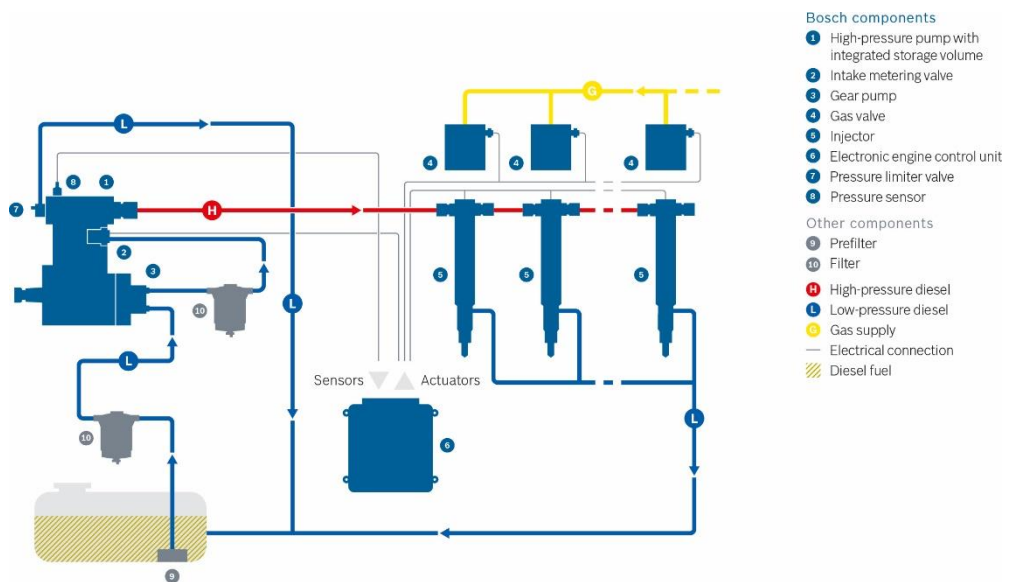 Bosch components
1 High-pressure pump with
integrated storage volume
2 Intake metering valve
3 Gear pump
4 Gas valve
5 Injector
6 Electronic engine control unit
7 Pressure limiter valve
8 Pressure sensor
Other components
9 Prefilter
10 Filter
H High-pressure diesel
L Low-pressure diesel
G Gas supply
Electrical connection
Diesel fuel
G
L
4
4
4
8
1
7
H
2
3
5
5
5
10
L
L
Sensors
Actuators
L
10
6
9